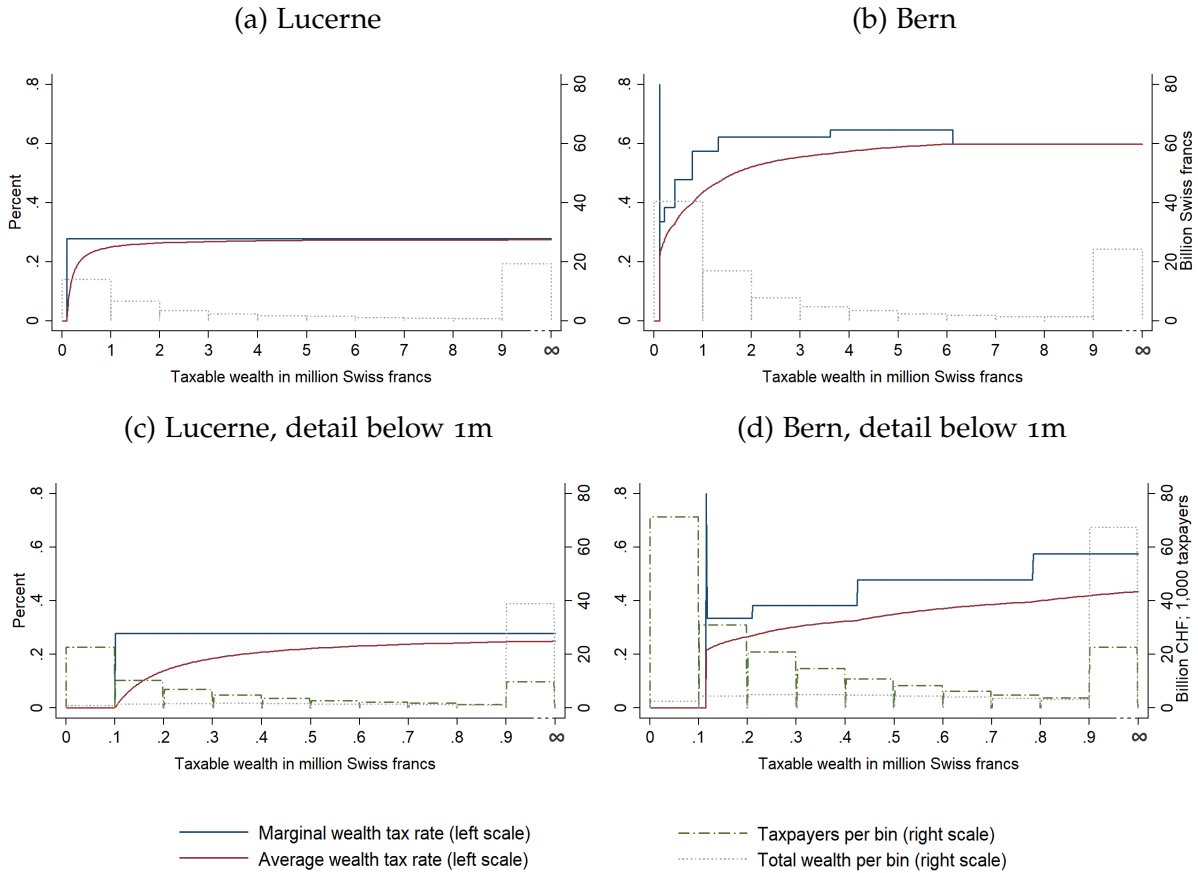 (a) Lucerne
(b) Bern
Percent
0 .2 .4 .6 .8
0 20 40 60 80
0 1 2 3 4 5 6 7 8 9 ∞
Taxable wealth in million Swiss francs
0 .2 .4 .6 .8
0 20 40 60 80
Billion Swiss francs
0 1 2 3 4 5 6 7 8 9 ∞
Taxable wealth in million Swiss francs
(c) Lucerne, detail below 1m
(d) Bern, detail below 1m
Percent
0 .2 .4 .6 .8
0 20 40 60 80
0 .1 .2 .3 .4 .5 .6 .7 .8 .9 ∞
Taxable wealth in million Swiss francs
0 .2 .4 .6 .8
0 20 40 60 80
Billion CHF; 1,000 taxpayers
0 .1 .2 .3 .4 .5 .6 .7 .8 .9 ∞
Taxable wealth in million Swiss francs
Marginal wealth tax rate (left scale)
Average wealth tax rate (left scale)
Taxpayers per bin (right scale)
Total wealth per bin (right scale)